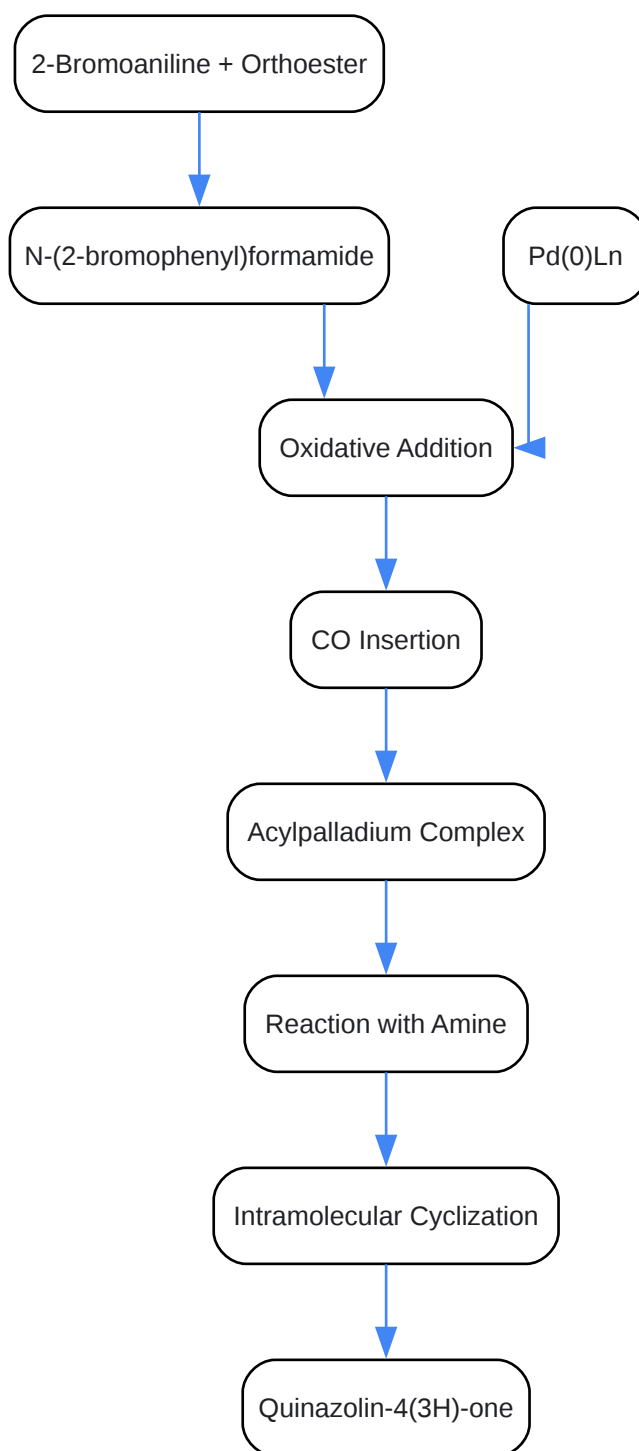 2-Bromoaniline + Orthoester
N-(2-bromophenyl)formamide
Pd(0)Ln
Oxidative Addition
CO Insertion
Acylpalladium Complex
Reaction with Amine
Intramolecular Cyclization
Quinazolin-4(3H)-one